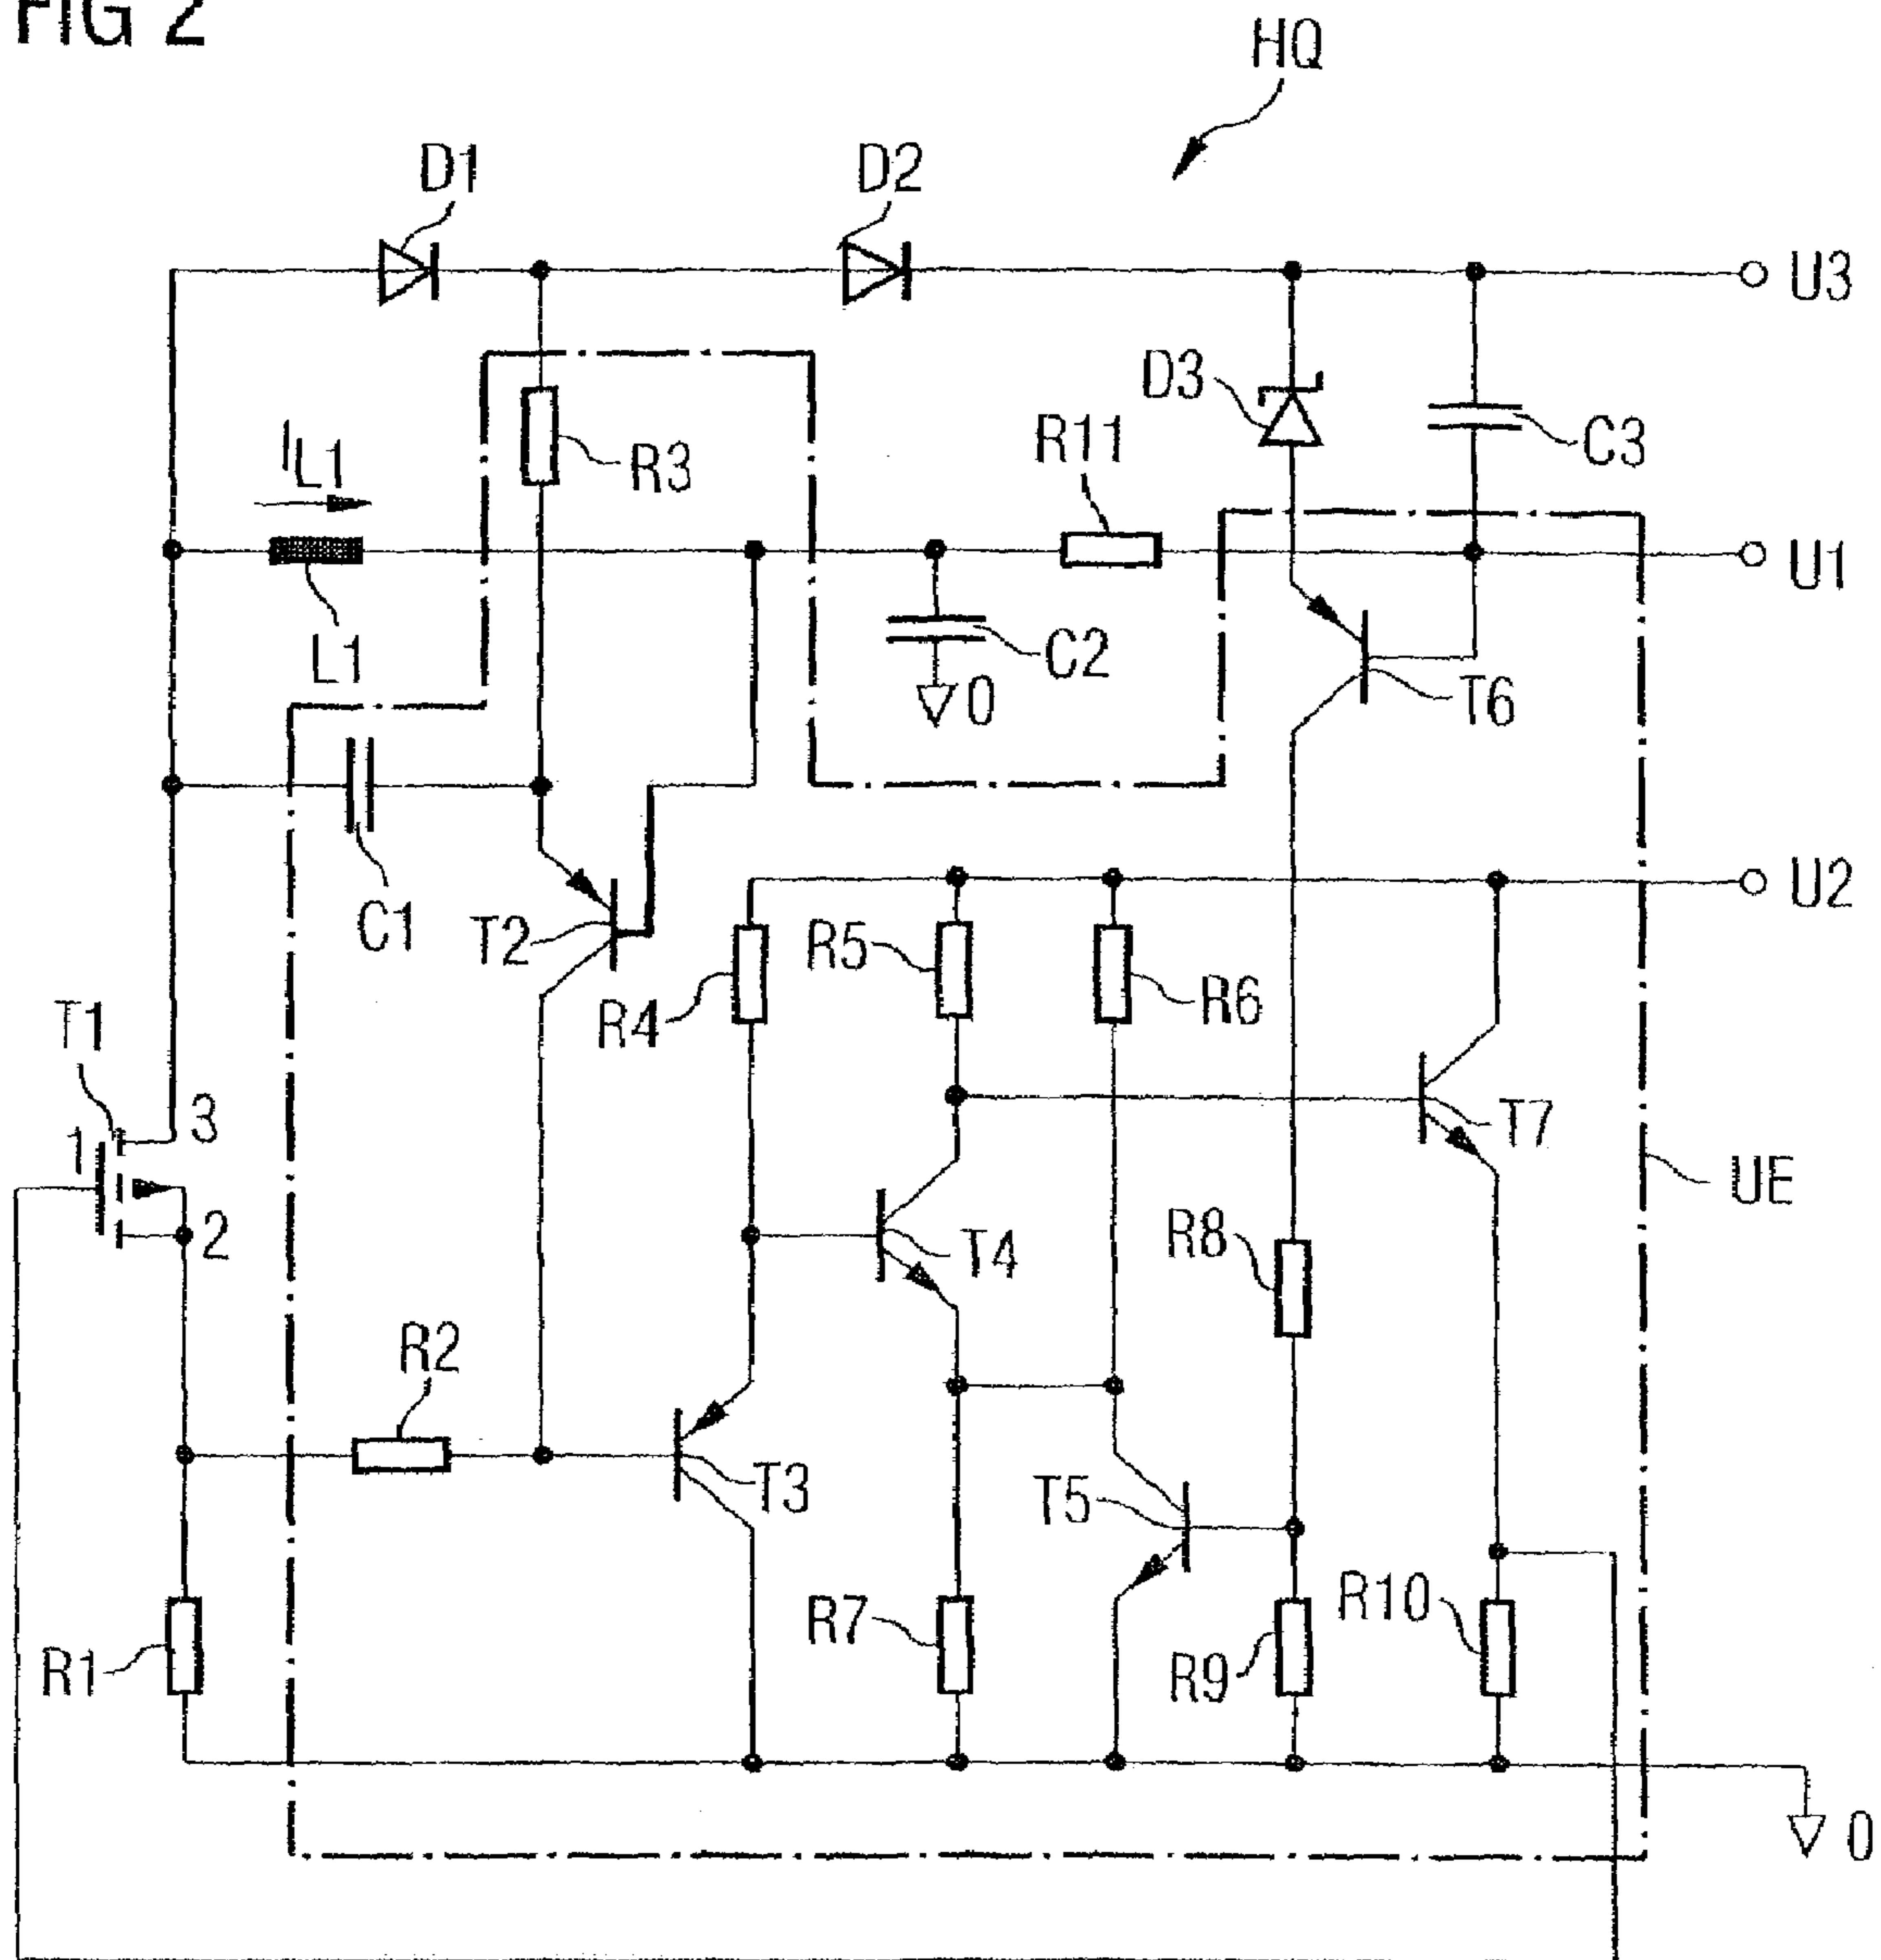 FIG 2
HQ
D1
D2
U3
D3
C3
R11
R3
IL1
U1
L1
C2
0
T6
U2
C1
T2
R4
R5
R6
T1
3
1
2
T7
UE
T4
R8
R2
T3
T5
R7
R9
R10
R1
0